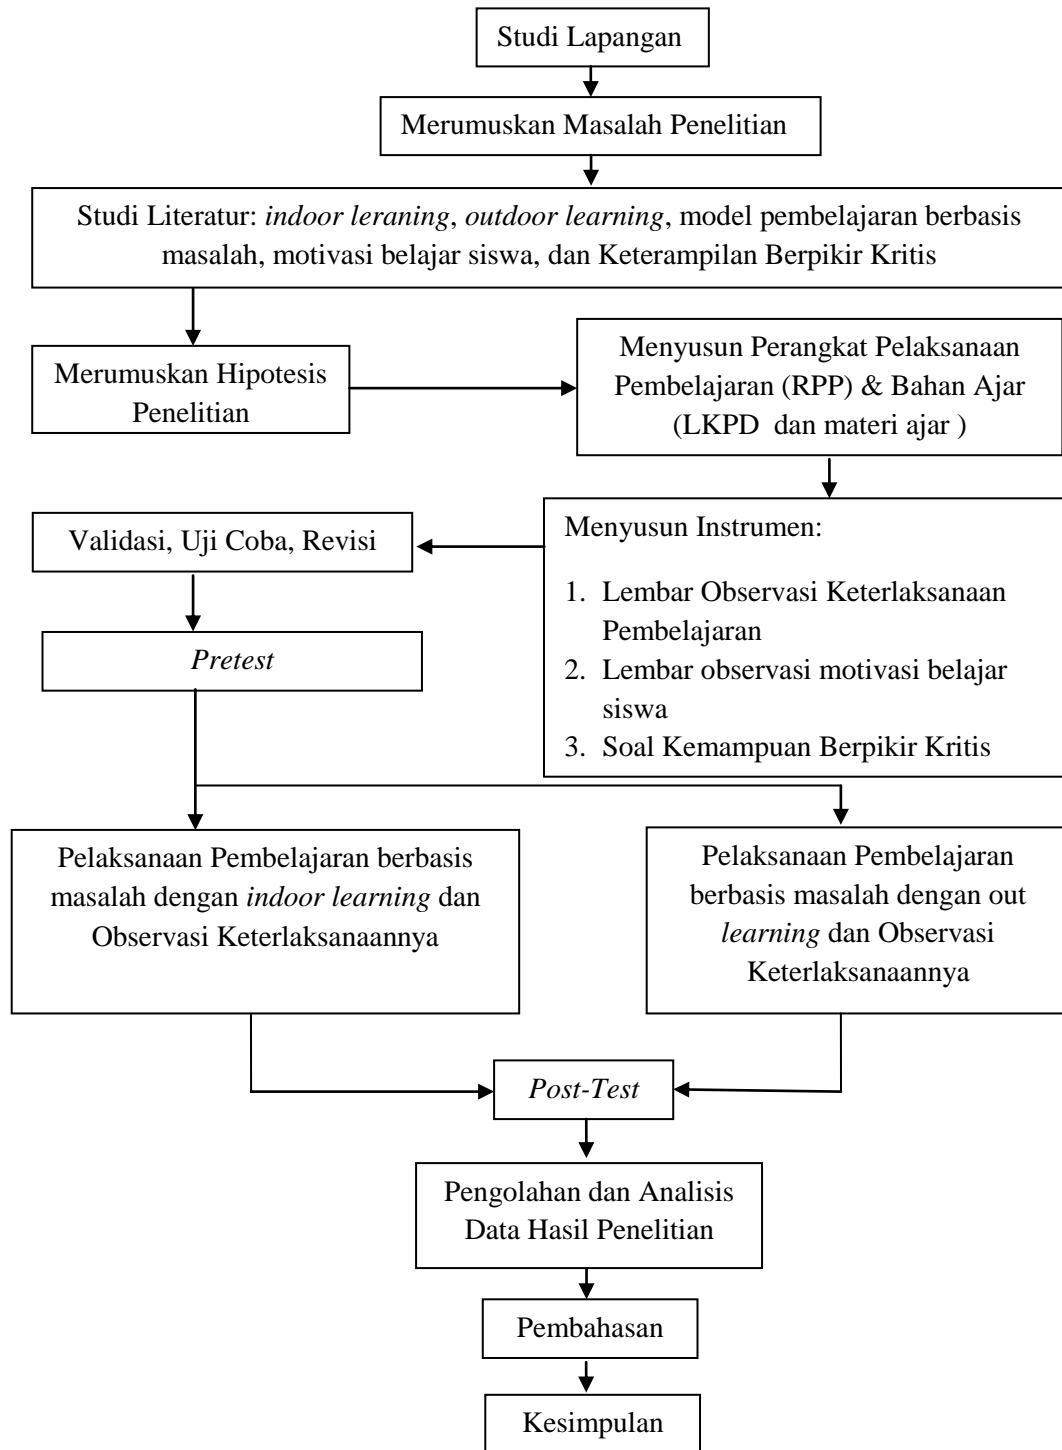 Studi Lapangan
Merumuskan Masalah Penelitian
Studi Literatur: indoor leraning, outdoor learning, model pembelajaran berbasis
masalah, motivasi belajar siswa, dan Keterampilan Berpikir Kritis
Merumuskan Hipotesis
Penelitian
Menyusun Perangkat Pelaksanaan
Pembelajaran (RPP) & Bahan Ajar
(LKPD dan materi ajar )
Menyusun Instrumen:
1. Lembar Observasi Keterlaksanaan
Pembelajaran
2. Lembar observasi motivasi belajar
siswa
3. Soal Kemampuan Berpikir Kritis
Validasi, Uji Coba, Revisi
Pretest
Pelaksanaan Pembelajaran berbasis
masalah dengan indoor learning dan
Observasi Keterlaksanaannya
Pelaksanaan Pembelajaran
berbasis masalah dengan out
learning dan Observasi
Keterlaksanaannya
Post-Test
Pengolahan dan Analisis
Data Hasil Penelitian
Pembahasan
Kesimpulan